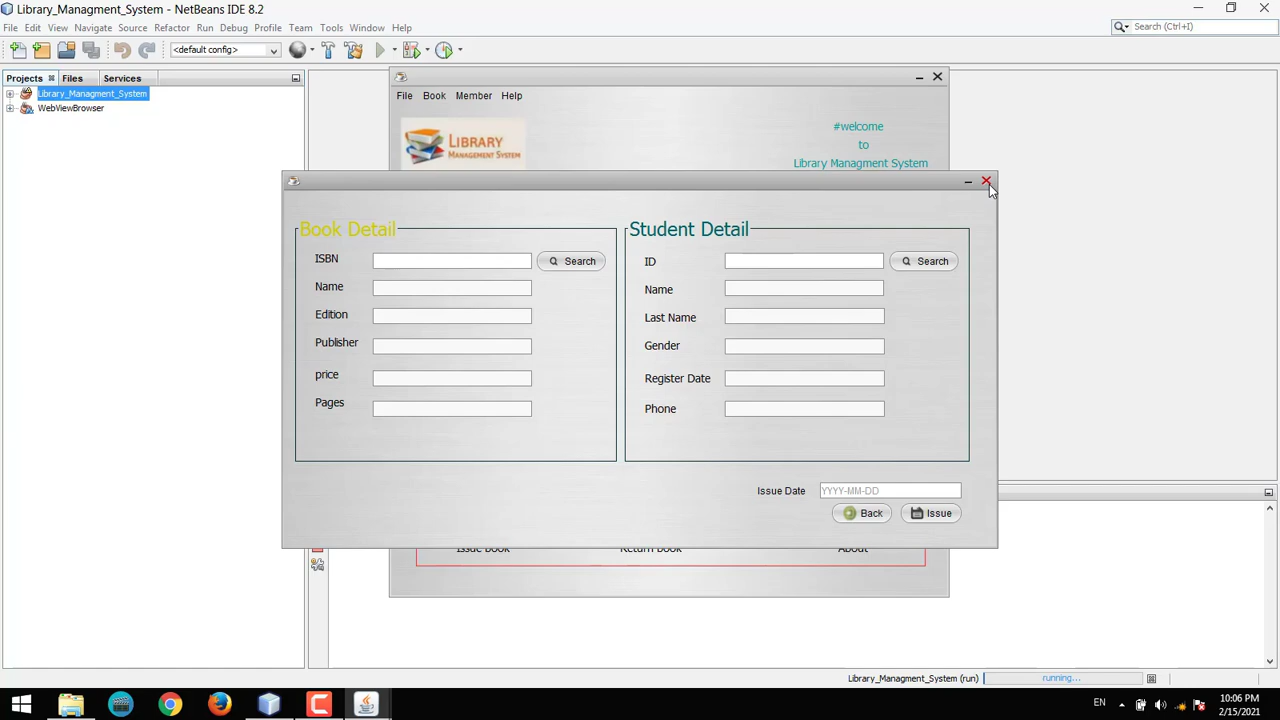 Library_Managment_System - NetBeans IDE 8.2
File Edit View Navigate Source Refactor Run Debug Profile Team Tools Window Help
Search (Ctrl+I)
<default config>
Projects Files Services
Library_Managment_System
WebViewBrowser
File Book Member Help
LIBRARY
MANAGEMENT SYSTEM
#welcome
to
Library Managment System
Book Detail
ISBN
Search
Name
Edition
Publisher
price
Pages
Student Detail
ID
Search
Name
Last Name
Gender
Register Date
Phone
Issue Date
YYYY-MM-DD
Back
Issue
Issue Book Return Book About
Library_Managment_System (run)
running...
EN
10:06 PM
2/15/2021